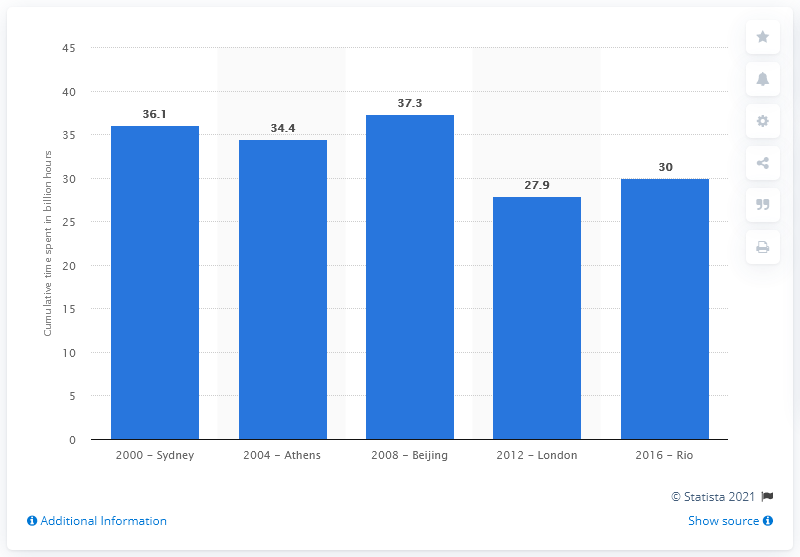 45
40
35
30
25
20
15
10
5
0
Cumulative time spent in billion hours
36.1
34.4
37.3
27.9
30
2000 – Sydney
2004 – Athens
2008 – Beijing
2012 – London
2016 – Rio
© Statista 2021
Additional Information
Show source